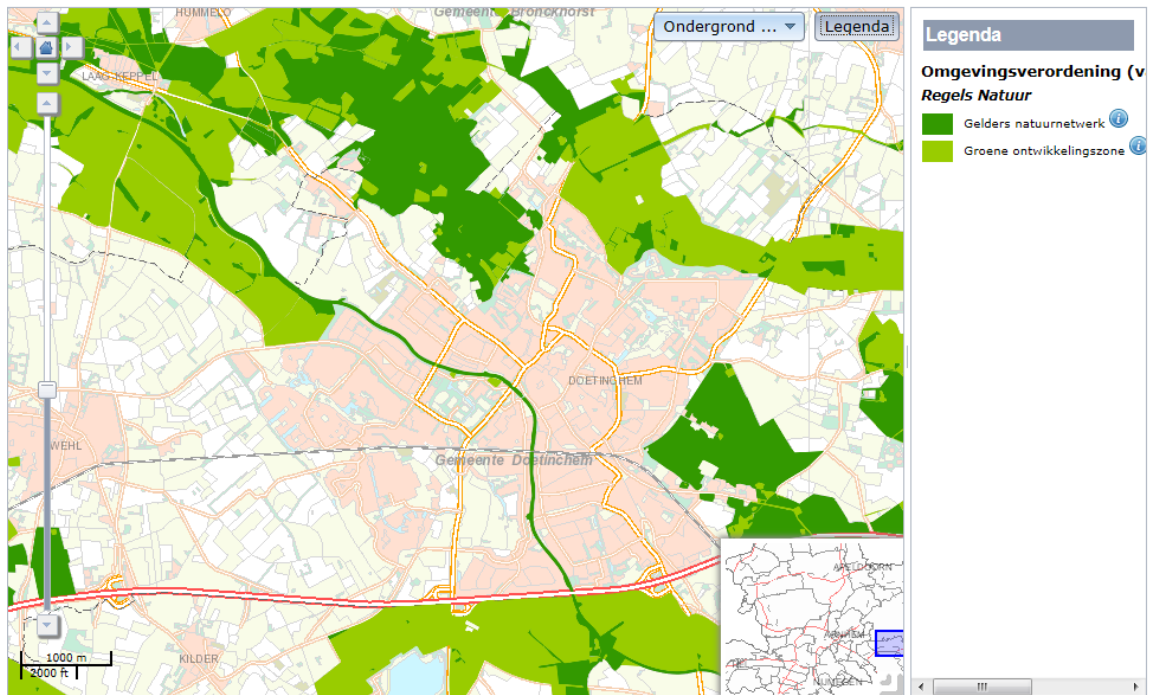 HUMMELO
Gemeente Bronckhorst
Ondergrond ...
Legenda
LAAG-KEPPEL
DOETINCHEM
WEHL
Gemeente Doetinchem
KILDER
1000 m
2000 ft
APELDOORN
ARNHEM
NIJMEGEN
Legenda
Omgevingsverordening (v
Regels Natuur
Gelders natuurnetwerk
Groene ontwikkelingszone